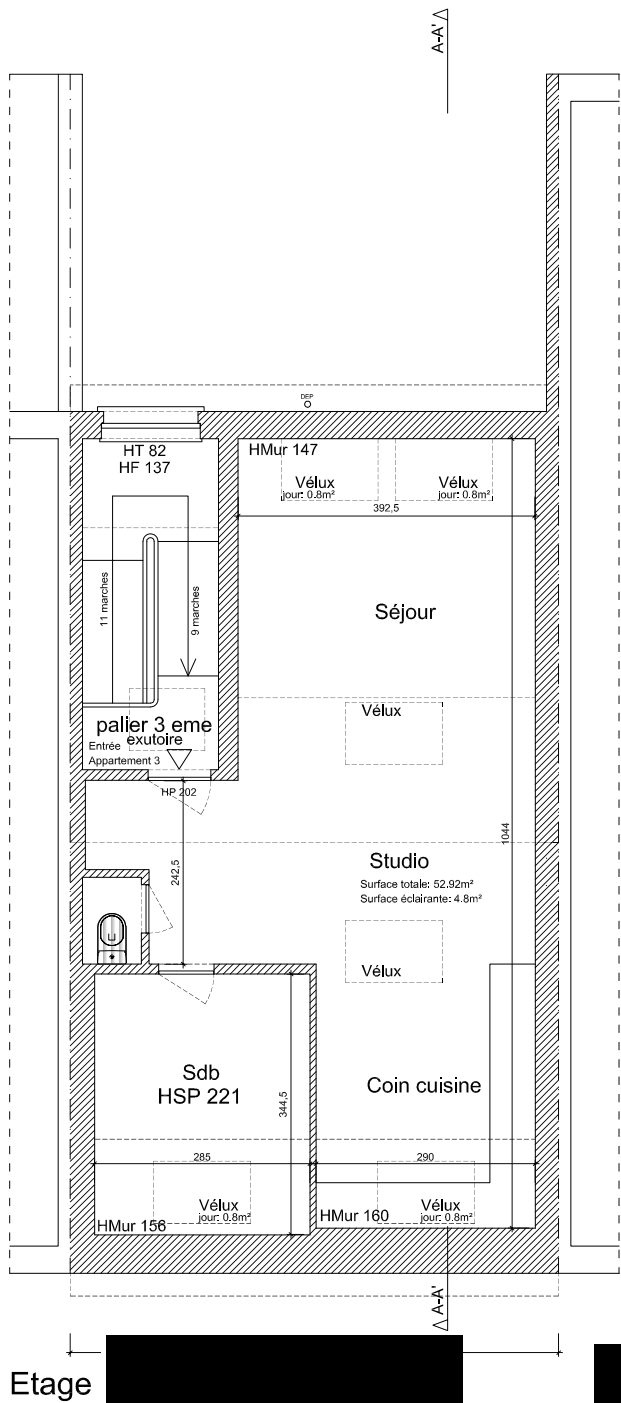 A-A'
DEP
HT 82
HF 137
HMur 147
Vélux
jour: 0.8m²
Vélux
jour: 0.8m²
392,5
11 marches
9 marches
Séjour
palier 3 eme
exutoire
Entrée
Appartement 3
Vélux
HP 202
1044
242,5
Studio
Surface totale: 52.92m²
Surface éclairante: 4.8m²
Vélux
Sdb
HSP 221
344,5
Coin cuisine
285
290
Vélux
jour: 0.8m²
Vélux
jour: 0.8m²
HMur 156
HMur 160
A-A'
Etage